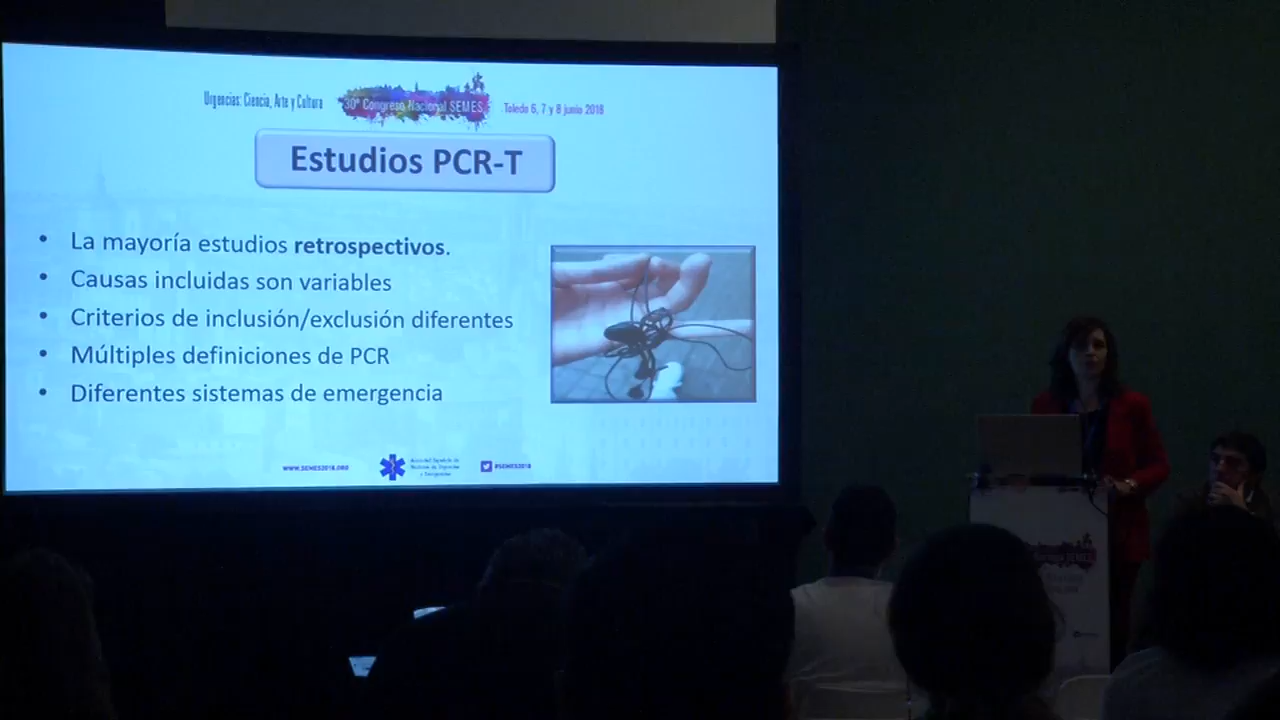 Urgencias: Ciencia, Arte y Cultura
30º Congreso Nacional SEMES
Toledo 6, 7 y 8 junio 2018
Estudios PCR-T
• La mayoría estudios retrospectivos.
• Causas incluidas son variables
• Criterios de inclusión/exclusión diferentes
• Múltiples definiciones de PCR
• Diferentes sistemas de emergencia
WWW.SEMES2018.ORG
#SEMES2018
SEMES